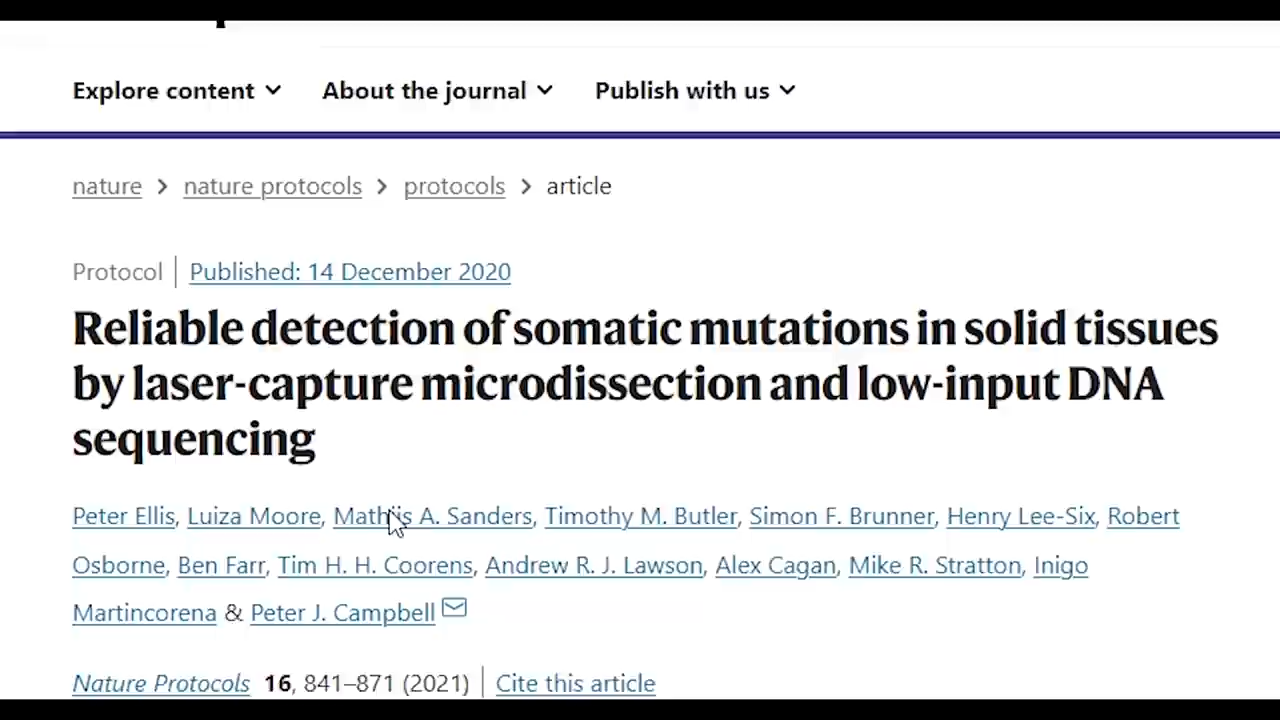 Explore content About the journal Publish with us
nature > nature protocols > protocols > article
Protocol | Published: 14 December 2020
Reliable detection of somatic mutations in solid tissues
by laser-capture microdissection and low-input DNA
sequencing
Peter Ellis, Luiza Moore, Mathijs A. Sanders, Timothy M. Butler, Simon F. Brunner, Henry Lee-Six, Robert
Osborne, Ben Farr, Tim H. H. Coorens, Andrew R. J. Lawson, Alex Cagan, Mike R. Stratton, Inigo
Martincorena & Peter J. Campbell
Nature Protocols 16, 841–871 (2021) | Cite this article